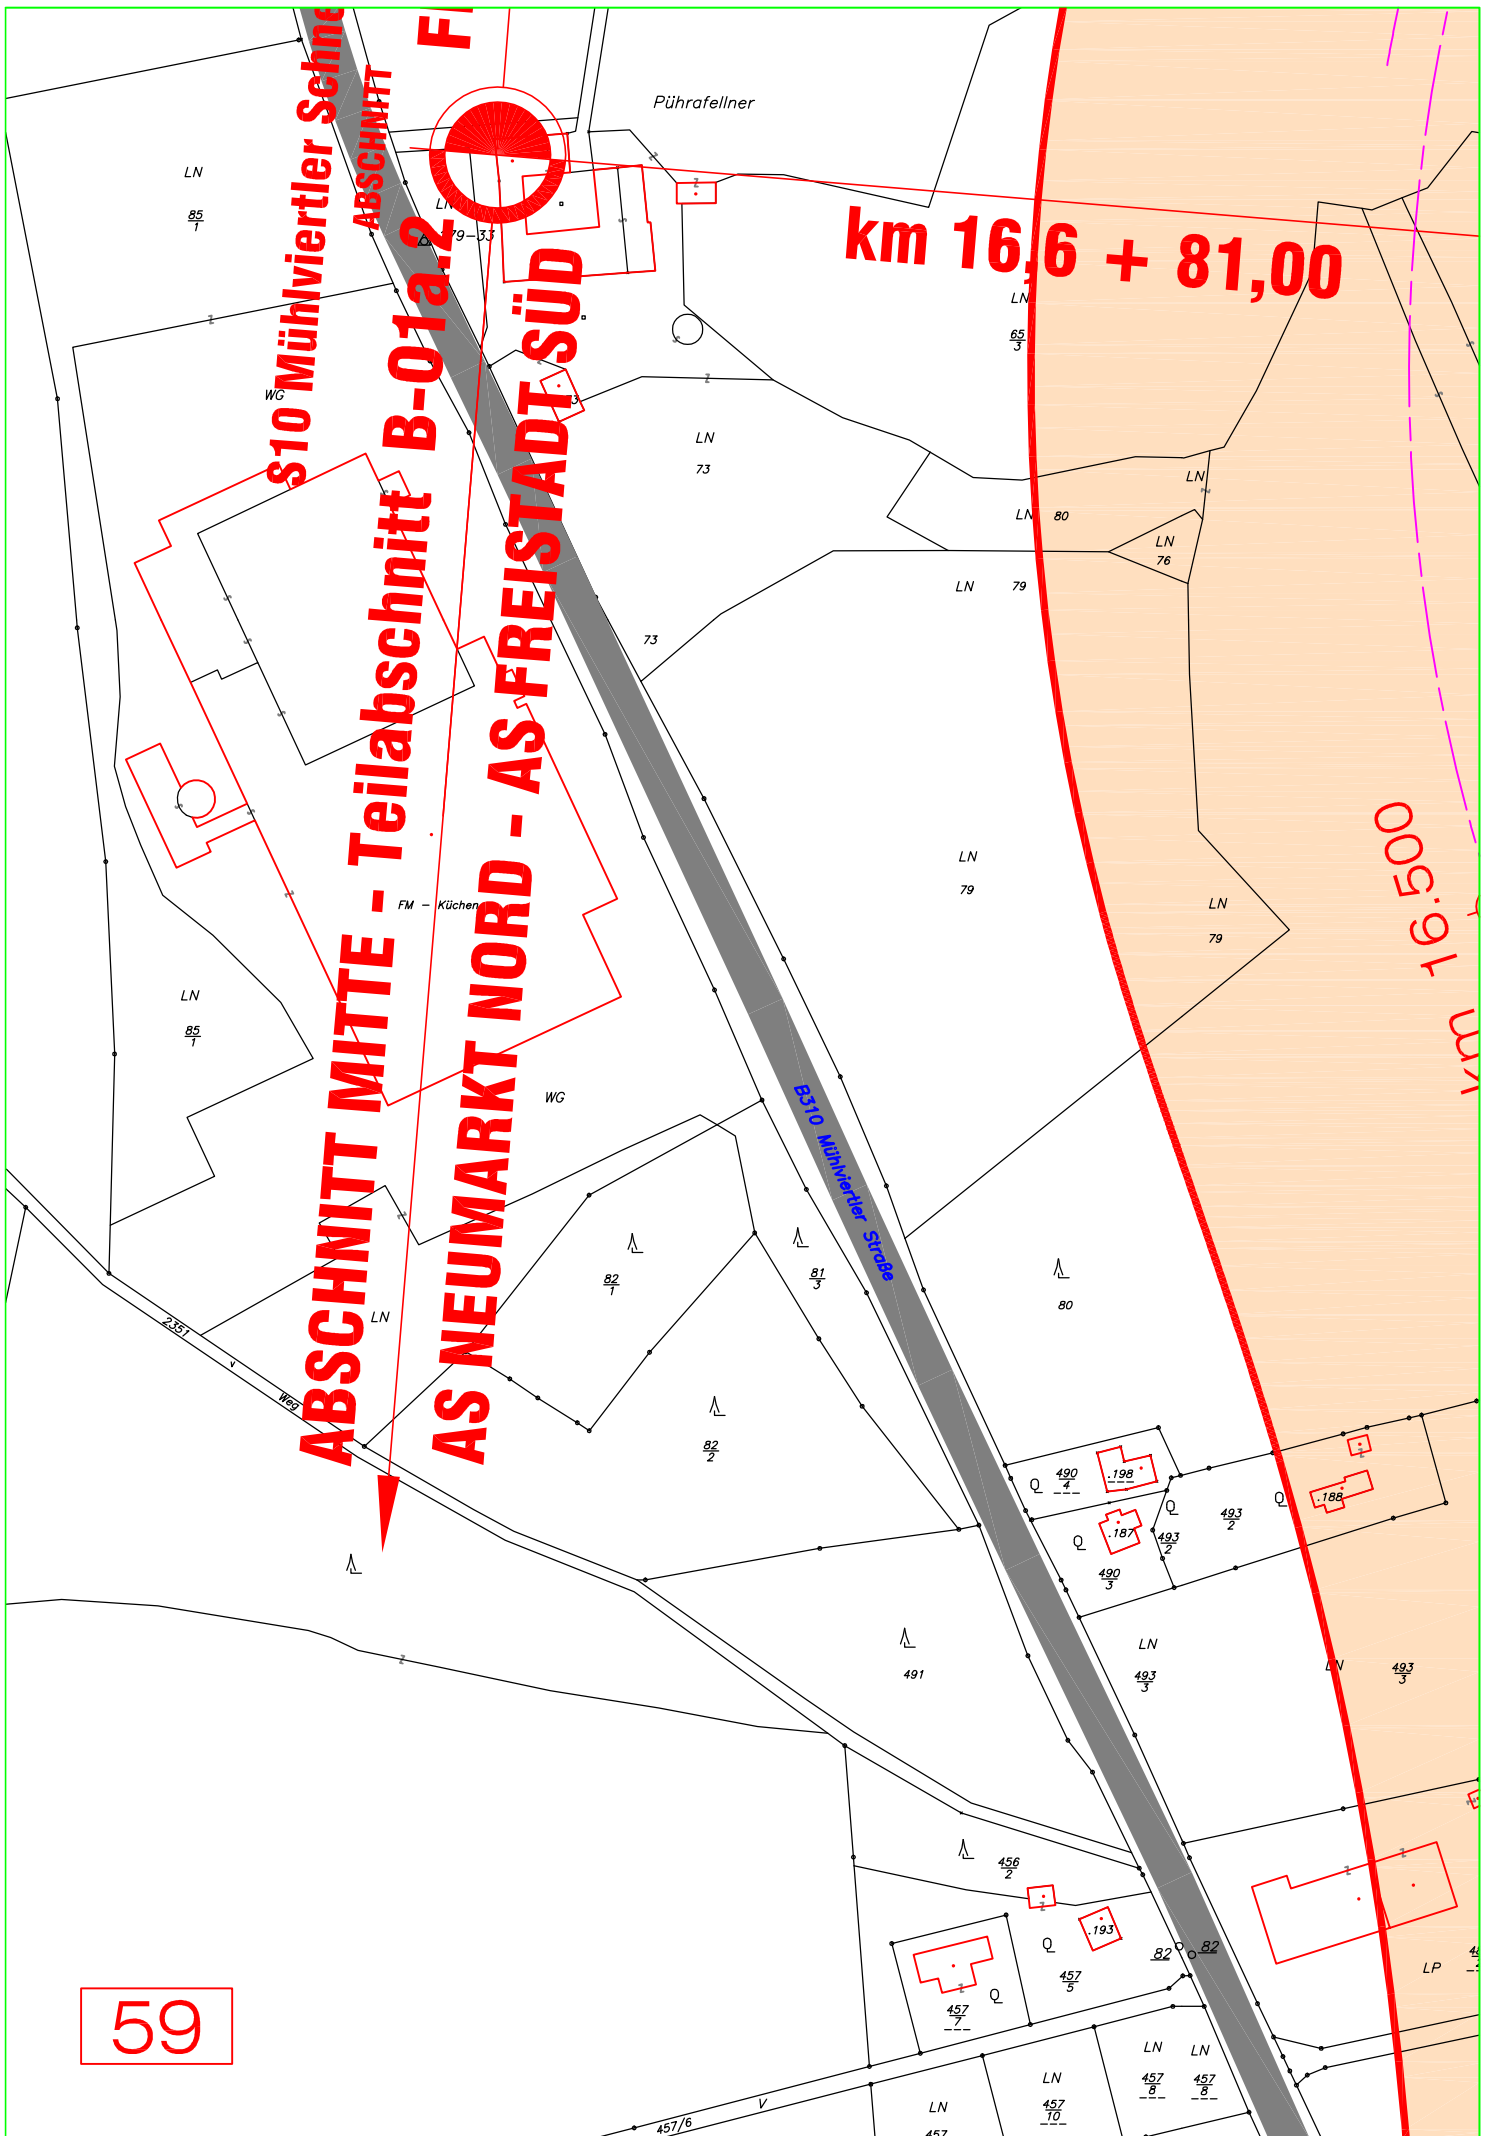 S10 Mühlviertler Schne
ABSCHNITT
Pührafellner
LN
85
1
LN
79-33
km 16,6 + 81,00
LN
65
3
WG
LN
73
LN
80
LN
LN
76
LN 79
73
ABSCHNITT MITTE - Teilabschnitt B-01a.2
AS NEUMARKT NORD - AS FREISTADT SÜD
LN
79
LN
79
km 16.500
FM - Küchen
LN
85
1
WG
B310 Mühlviertler Straße
82
1
81
3
80
LN
2351
v
Weg
82
2
Q
490
4
.198
Q
.187
490
3
Q
493
2
493
2
Q
.188
LN
493
3
LN
493
3
491
456
2
.193
Q
457
5
Q
457
7
82
82
LP
59
LN
457
8
LN
457
8
LN
457
10
LN
457
V
457/6